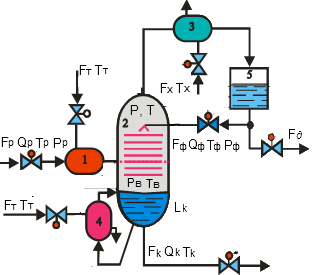 3
Fт Tт
P, T
Fx Tx
5
2
Fр Qр Tр Pр
Fд
1
Fф Qф Tф Pф
Pв Tв
Fт Tт
4
Lк
Fк Qк Tк